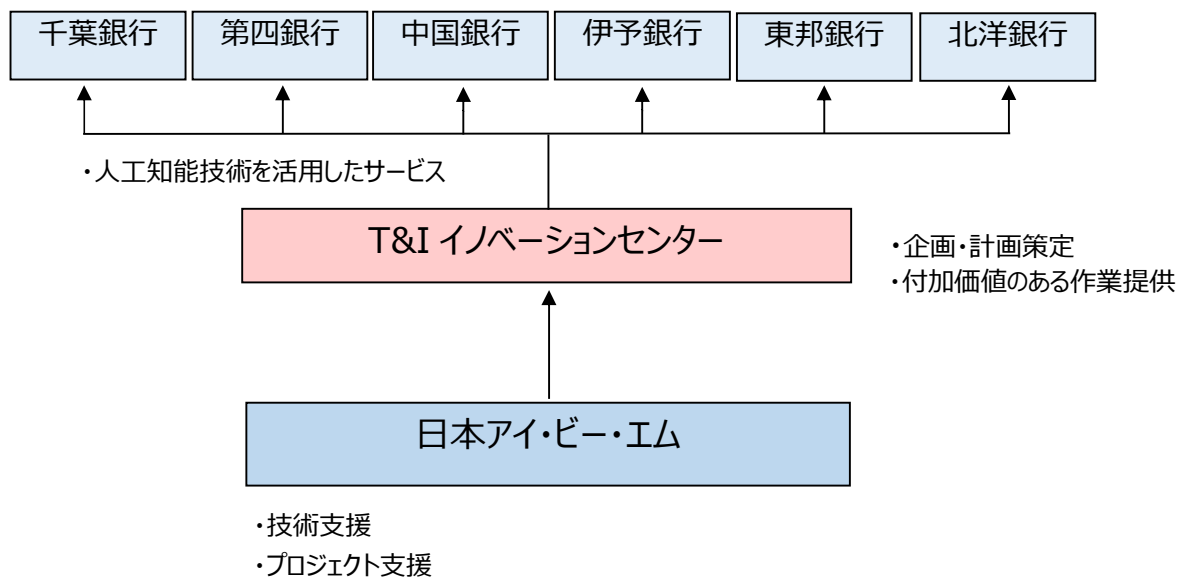 千葉銀行
第四銀行
中国銀行
伊予銀行
東邦銀行
北洋銀行
・人工知能技術を活用したサービス
T&I イノベーションセンター
・企画・計画策定
・付加価値のある作業提供
日本アイ・ビー・エム
・技術支援
・プロジェクト支援